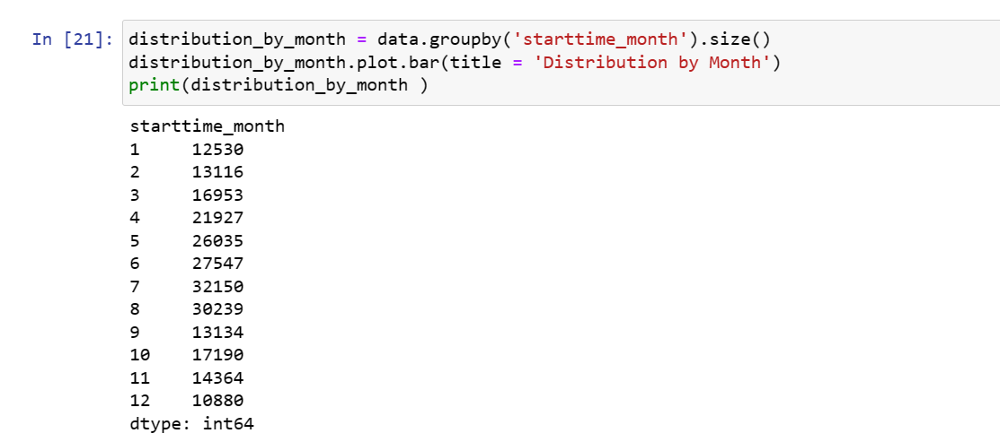 In [21]: distribution_by_month = data.groupby('starttime_month').size()
distribution_by_month.plot.bar(title = 'Distribution by Month')
print(distribution_by_month )
starttime_month
1     12530
2     13116
3     16953
4     21927
5     26035
6     27547
7     32150
8     30239
9     13134
10    17190
11    14364
12    10880
dtype: int64